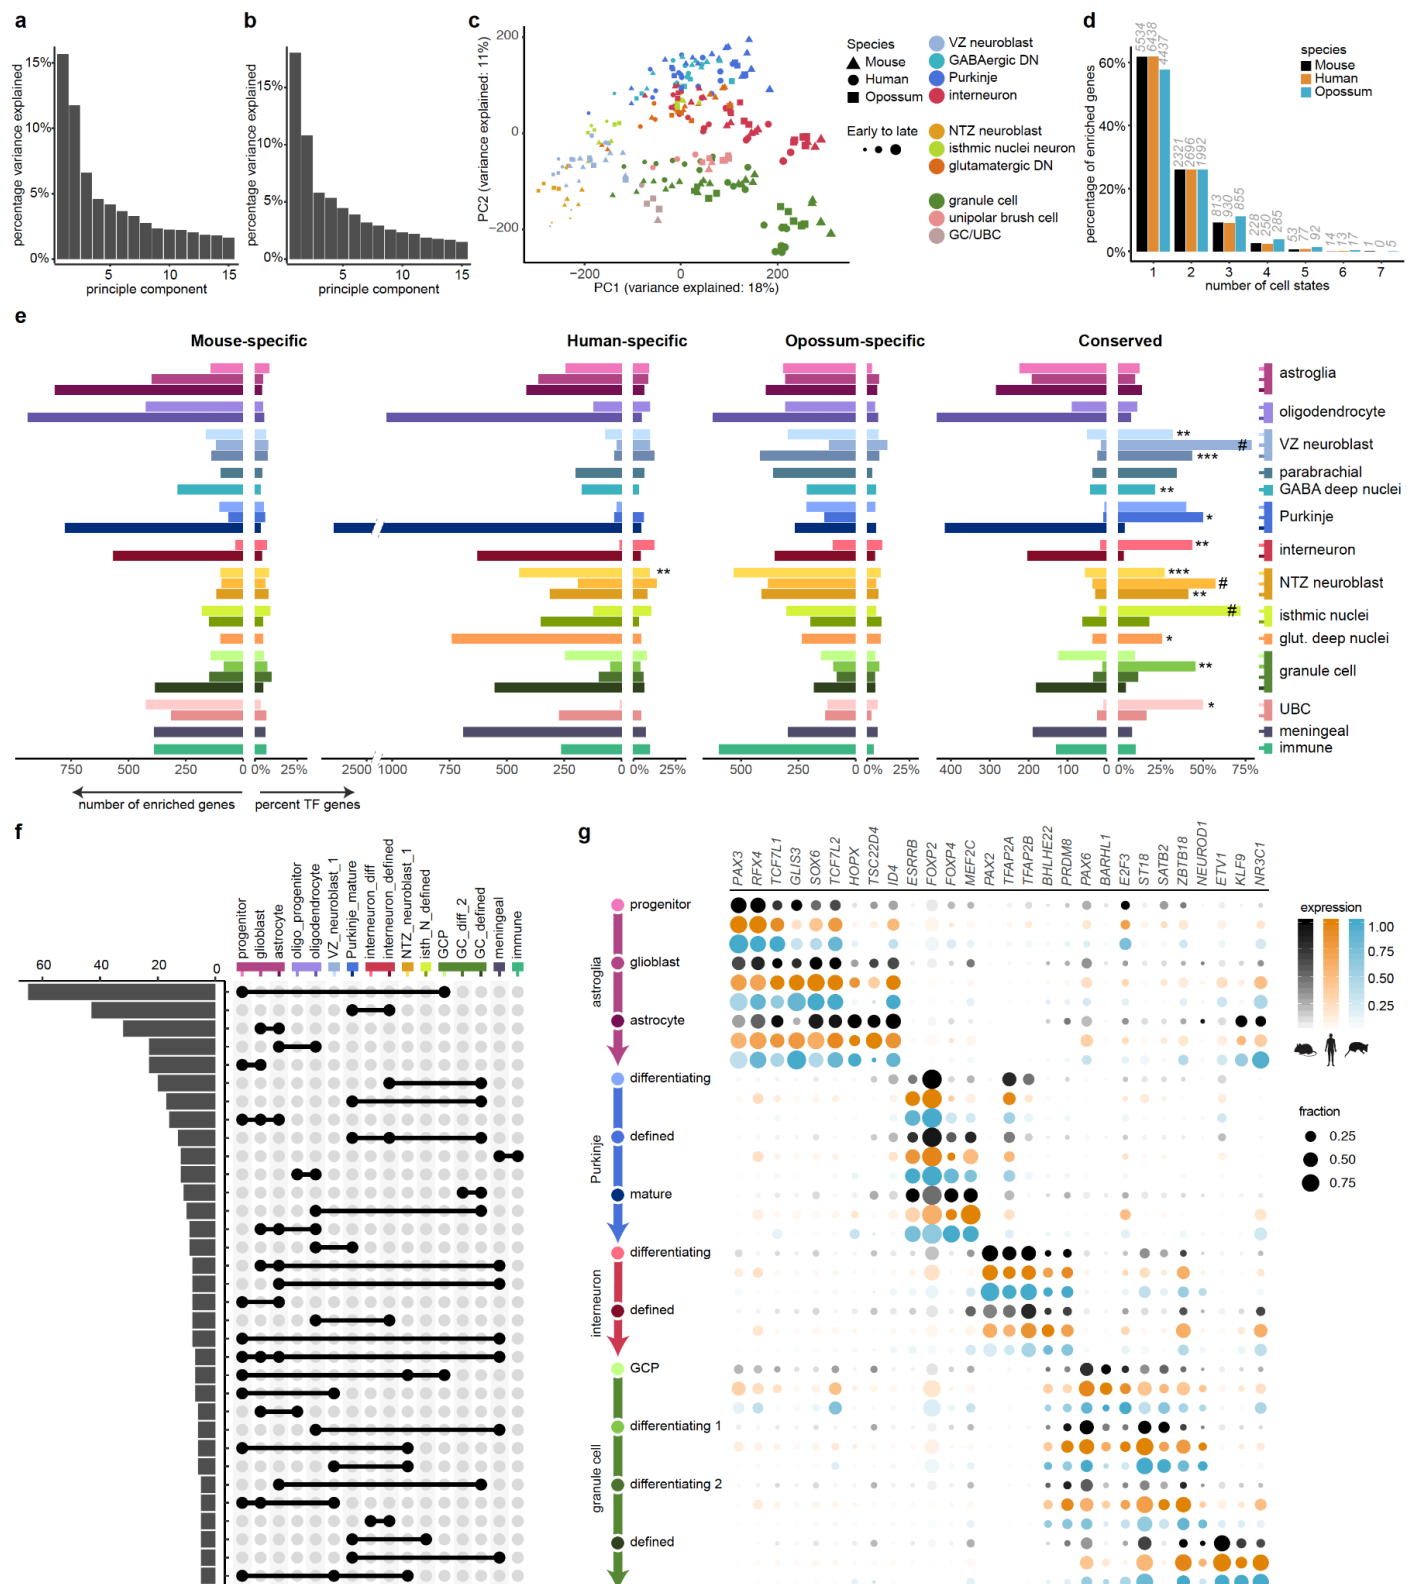 a
percentage variance explained
15%
10%
5%
0%
5 10 15
principle component
b
percentage variance explained
15%
10%
5%
0%
5 10 15
principle component
c
PC2 (variance explained: 11%)
200
0
−200
−200 0 200
PC1 (variance explained: 18%)
Species
Mouse
Human
Opossum
Early to late
VZ neuroblast
GABAergic DN
Purkinje
interneuron
NTZ neuroblast
isthmic nuclei neuron
glutamatergic DN
granule cell
unipolar brush cell
GC/UBC
d
percentage of enriched genes
60%
40%
20%
0%
5534 6438 4437
2321 2696 1992
813 930 855
228 250 285
53 77 92
14 13 17
1 0 5
1 2 3 4 5 6 7
number of cell states
species
Mouse
Human
Opossum
e
Mouse-specific Human-specific Opossum-specific Conserved
astroglia
oligodendrocyte
** VZ neuroblast
#
***
parabrachial
** GABA deep nuclei
* Purkinje
** interneuron
** *** NTZ neuroblast
#
**
# isthmic nuclei
* glut. deep nuclei
** granule cell
* UBC
meningeal
immune
750 500 250 0 0 25% 2500 1000 750 500 250 0 0 25% 500 250 0 0 25% 400 300 200 100 0 0% 25% 50% 75%
number of enriched genes percent TF genes
f
progenitor
glioblast
astrocyte
oligo_progenitor
oligodendrocyte
VZ_neuroblast_1
Purkinje_mature
interneuron_diff
interneuron_defined
NTZ_neuroblast_1
isth_N_defined
GCP
GC_diff_2
GC_defined
meningeal
immune
60 40 20 0
g
PAX3 RFX4 TCF7L1 GLIS3 SOX6 TCF7L2 HOPX TSC22D4 ID4 ESRRB FOXP2 FOXP4 MEF2C PAX2 TFAP2A TFAP2B BHLHE22 PRDM8 PAX6 BARHL1 E2F3 ST18 SATB2 ZBTB18 NEUROD1 ETV1 KLF9 NR3C1
astroglia
progenitor
glioblast
astrocyte
Purkinje
differentiating
defined
mature
interneuron
differentiating
defined
granule cell
GCP
differentiating 1
differentiating 2
defined
expression
1.00
0.75
0.50
0.25
fraction
0.25
0.50
0.75